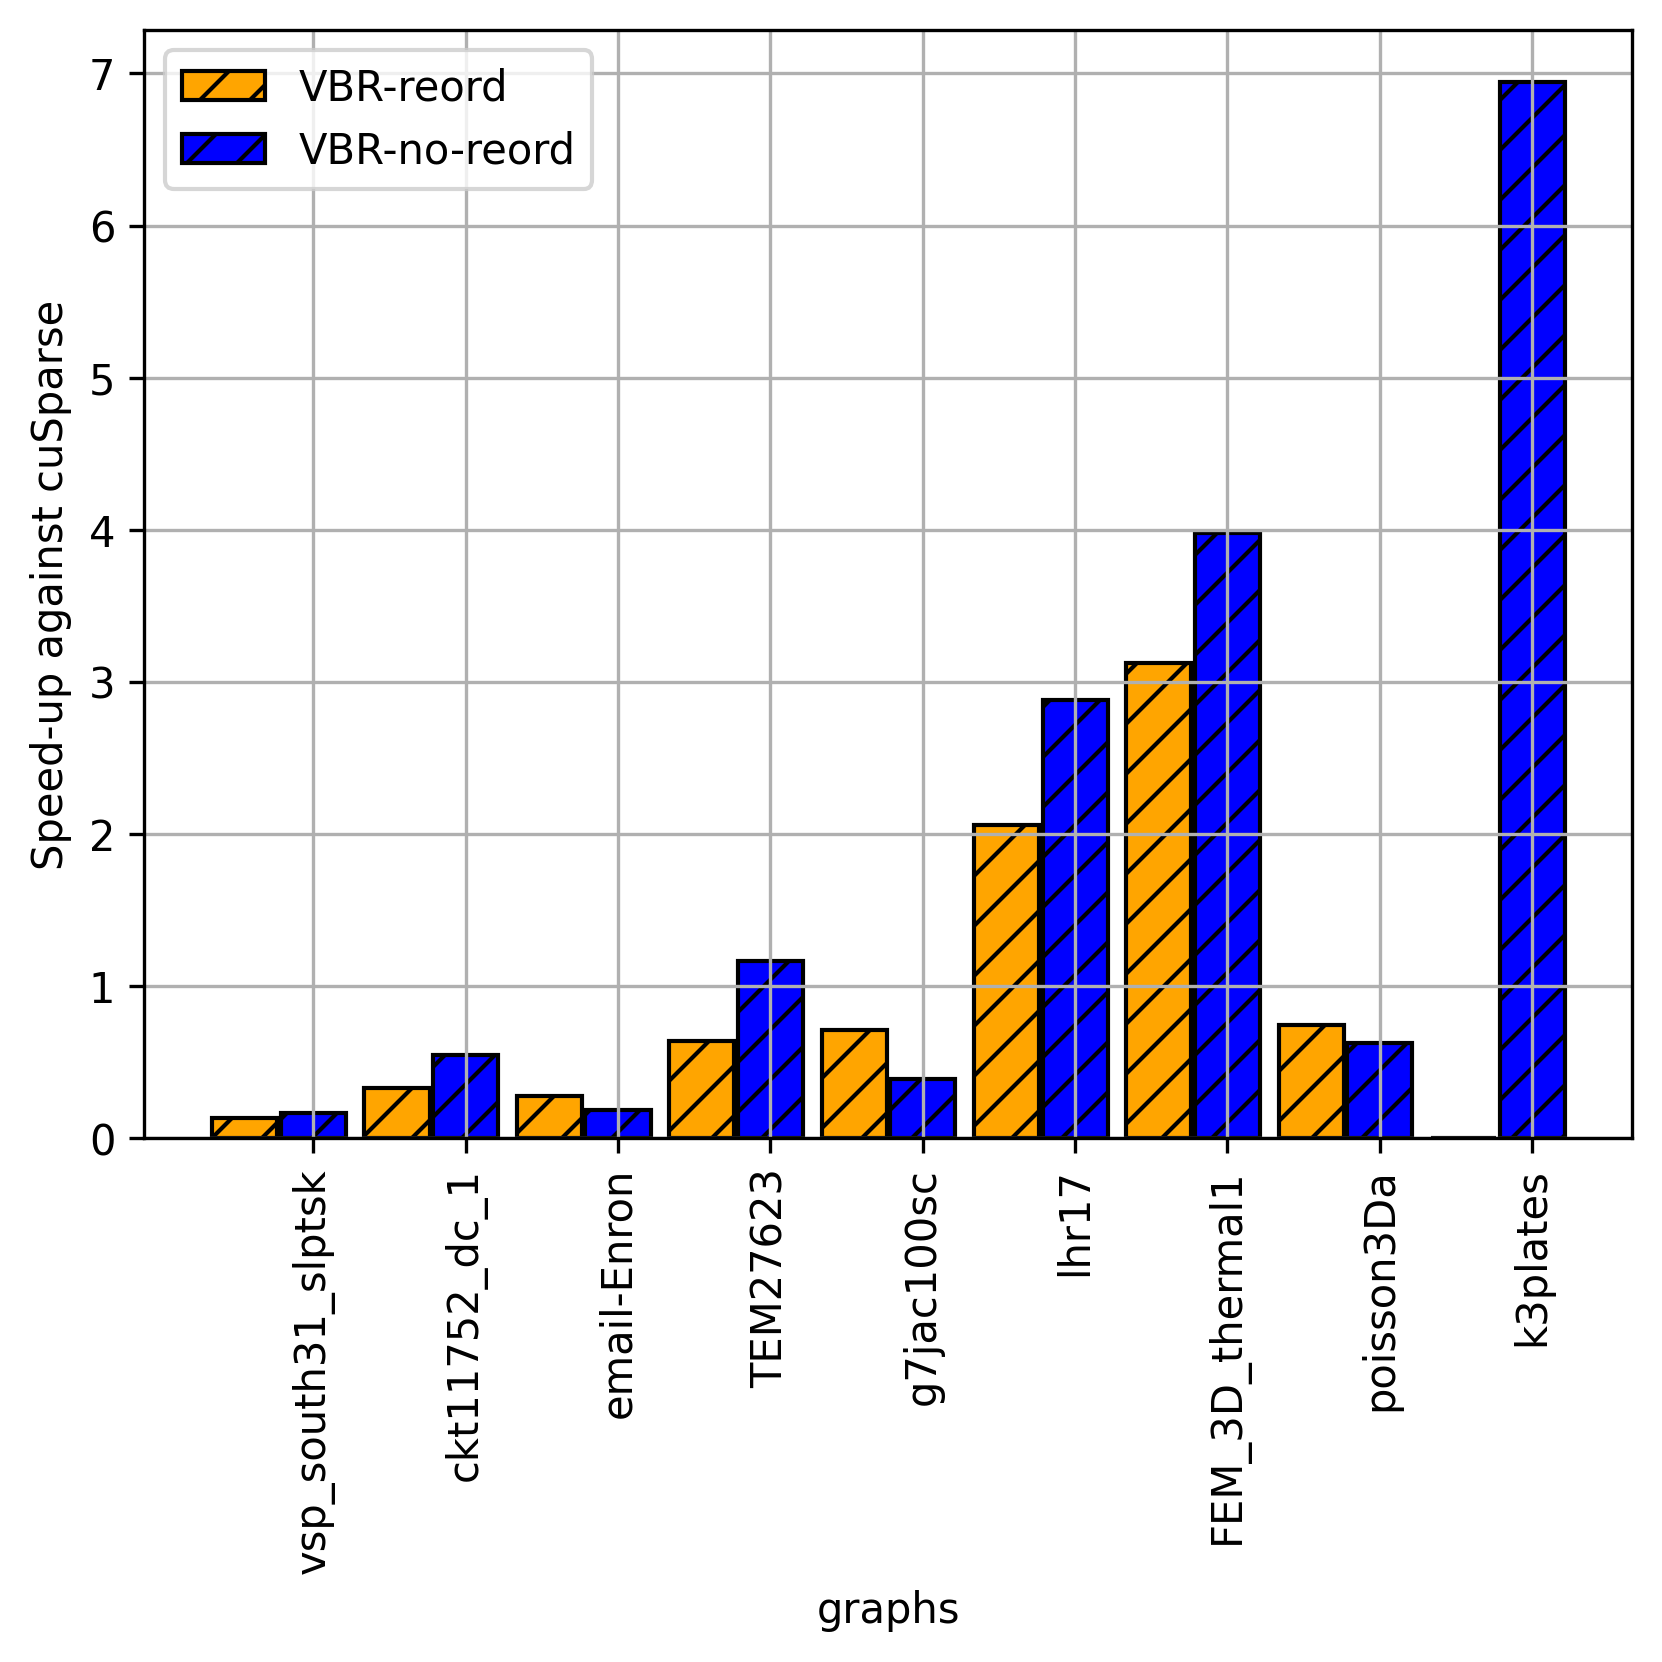 VBR-reord
VBR-no-reord
Speed-up against cuSparse
7
6
5
4
3
2
1
0
vsp_south31_slptsk
ckt11752_dc_1
email-Enron
TEM27623
g7jac100sc
lhr17
FEM_3D_thermal1
poisson3Da
k3plates
graphs